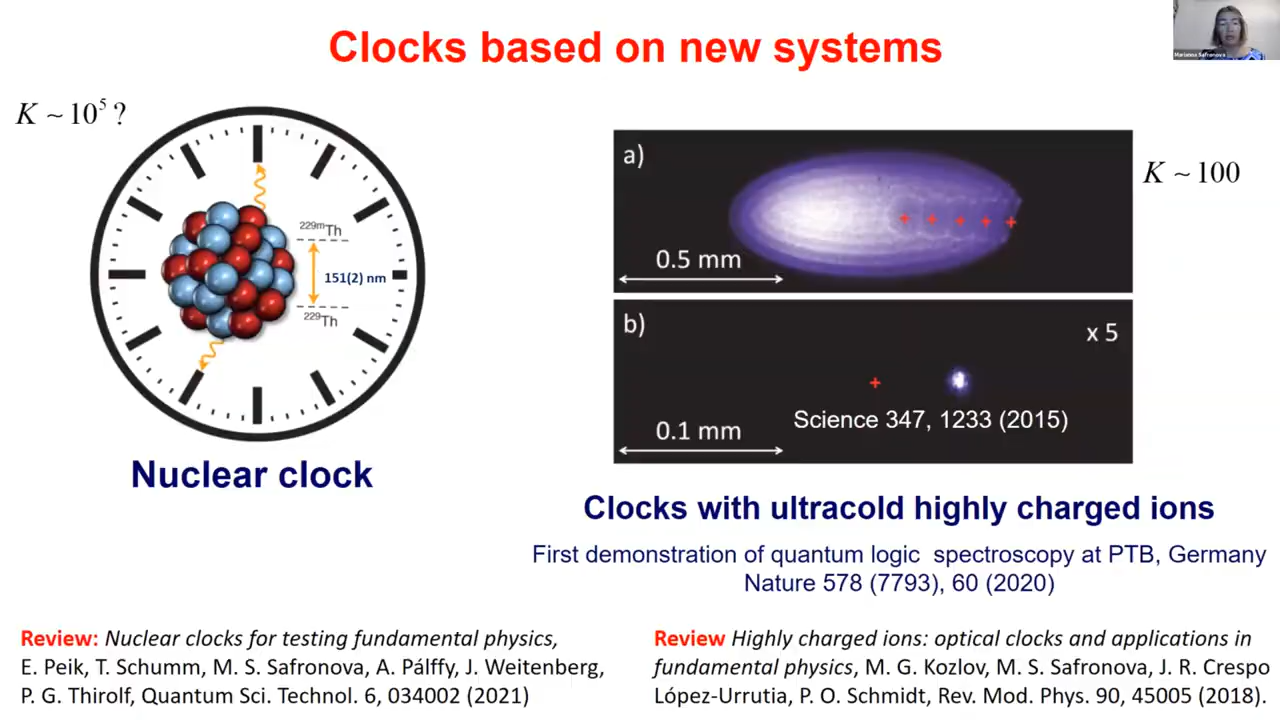 Clocks based on new systems
Marianna Safronova
K ~ 10⁵ ?
²²⁹ᵐTh
151(2) nm
²²⁹Th
Nuclear clock
a)
0.5 mm
K ~ 100
b)
x 5
Science 347, 1233 (2015)
0.1 mm
Clocks with ultracold highly charged ions
First demonstration of quantum logic spectroscopy at PTB, Germany
Nature 578 (7793), 60 (2020)
Review: Nuclear clocks for testing fundamental physics,
E. Peik, T. Schumm, M. S. Safronova, A. Pálffy, J. Weitenberg,
P. G. Thirolf, Quantum Sci. Technol. 6, 034002 (2021)
Review Highly charged ions: optical clocks and applications in
fundamental physics, M. G. Kozlov, M. S. Safronova, J. R. Crespo
López-Urrutia, P. O. Schmidt, Rev. Mod. Phys. 90, 45005 (2018).